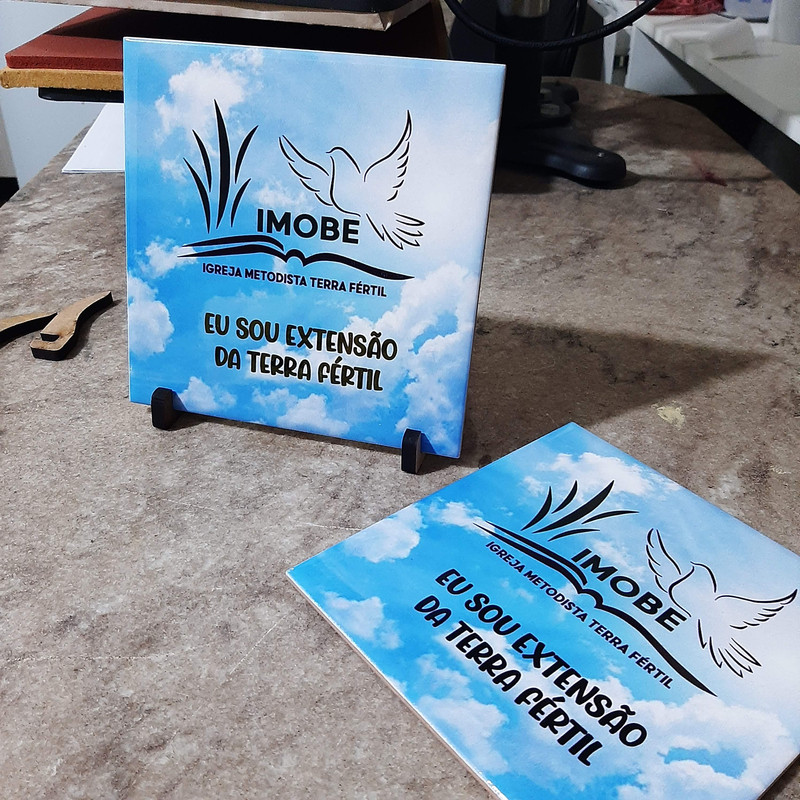 IMOBE
IGREJA METODISTA TERRA FÉRTIL
EU SOU EXTENSÃO
DA TERRA FÉRTIL
IMOBE
IGREJA METODISTA TERRA FÉRTIL
EU SOU EXTENSÃO
DA TERRA FÉRTIL